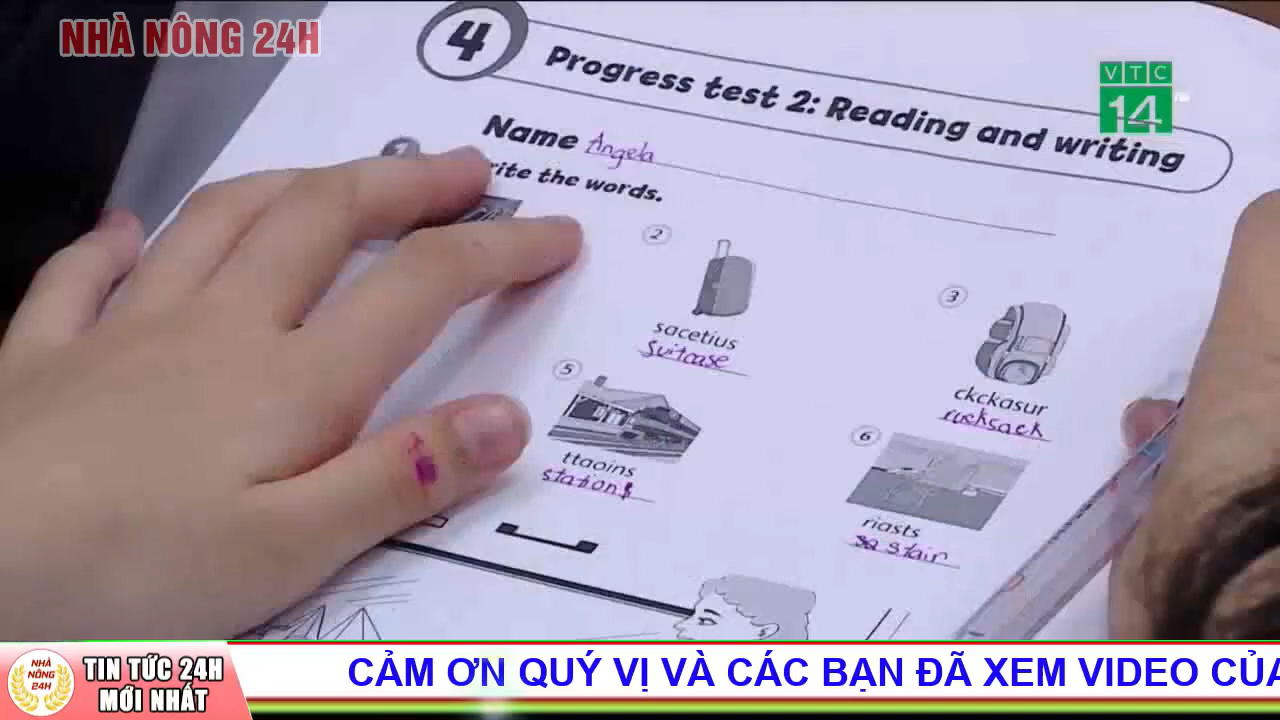 NHÀ NÔNG 24H
4
Progress test 2: Reading and writing
VTC
14
Name Angela
rite the words.
2
sacetius
suitcase
3
ckckasur
rucksack
5
ttaoins
station
6
riasts
stair
NHÀ NÔNG 24H
TIN TỨC 24H
MỚI NHẤT
CẢM ƠN QUÝ VỊ VÀ CÁC BẠN ĐÃ XEM VIDEO CỦA